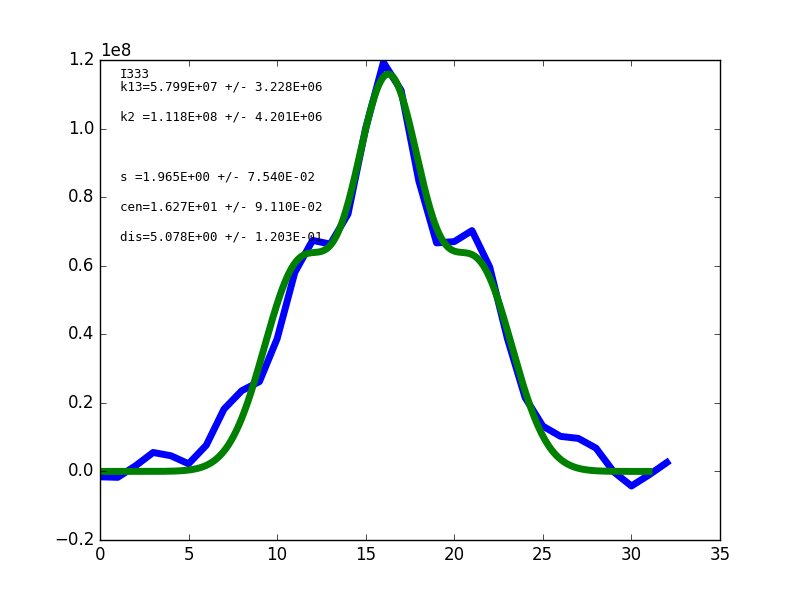 1e8
1.2
1.0
0.8
0.6
0.4
0.2
0.0
−0.2
I333
k13=5.799E+07 +/- 3.228E+06
k2 =1.118E+08 +/- 4.201E+06
s =1.965E+00 +/- 7.540E-02
cen=1.627E+01 +/- 9.110E-02
dis=5.078E+00 +/- 1.203E-01
0 5 10 15 20 25 30 35